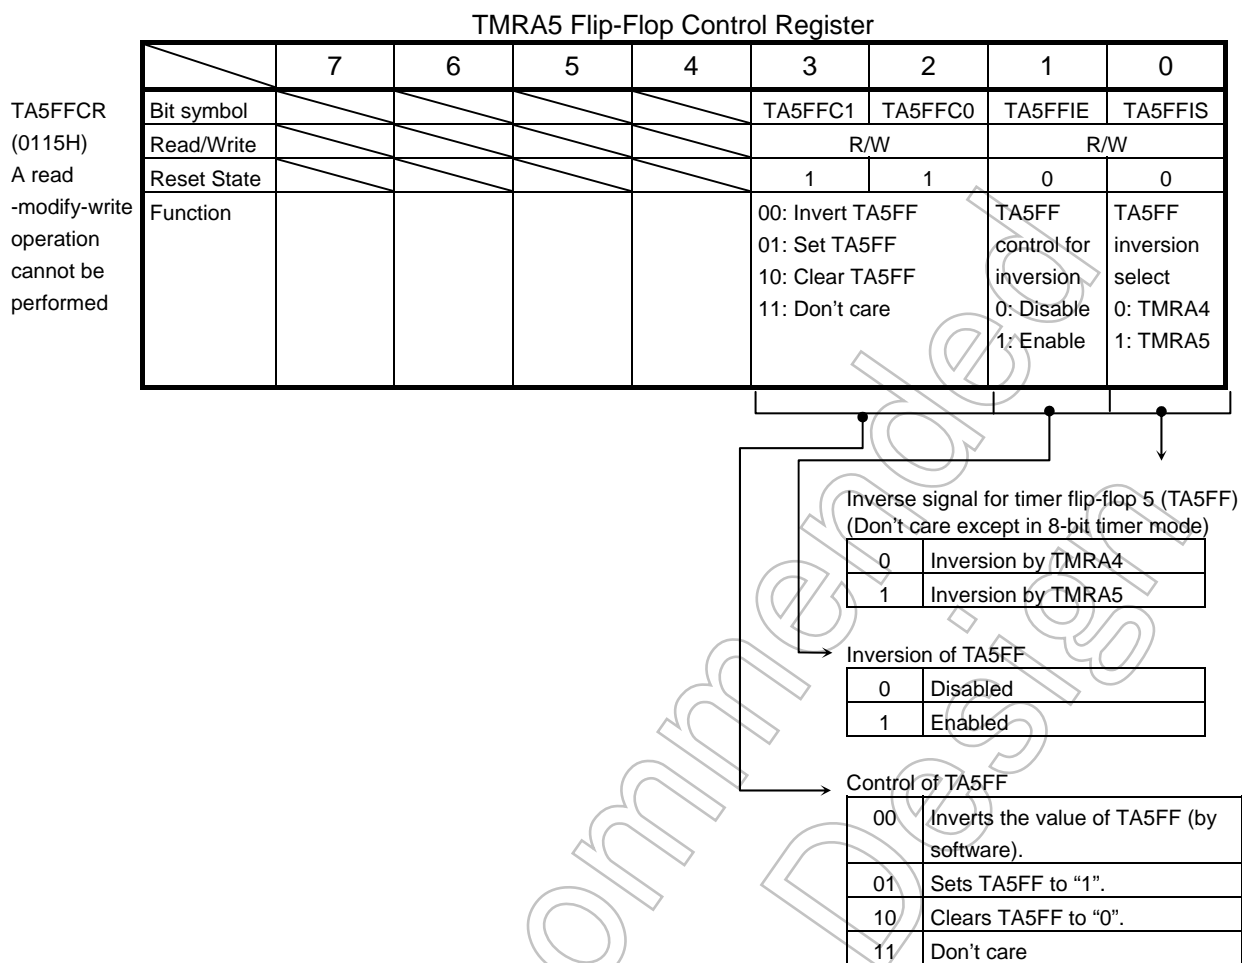 TMRA5 Flip-Flop Control Register
7 6 5 4 3 2 1 0
TA5FFCR
(0115H)
A read
-modify-write
operation
cannot be
performed
Bit symbol TA5FFC1 TA5FFC0 TA5FFIE TA5FFIS
Read/Write R/W R/W
Reset State 1 1 0 0
Function
00: Invert TA5FF
01: Set TA5FF
10: Clear TA5FF
11: Don't care
TA5FF
control for
inversion
0: Disable
1: Enable
TA5FF
inversion
select
0: TMRA4
1: TMRA5
Inverse signal for timer flip-flop 5 (TA5FF)
(Don't care except in 8-bit timer mode)
0 Inversion by TMRA4
1 Inversion by TMRA5
Inversion of TA5FF
0 Disabled
1 Enabled
Control of TA5FF
00 Inverts the value of TA5FF (by
software).
01 Sets TA5FF to “1”.
10 Clears TA5FF to “0”.
11 Don't care
ommended
Design